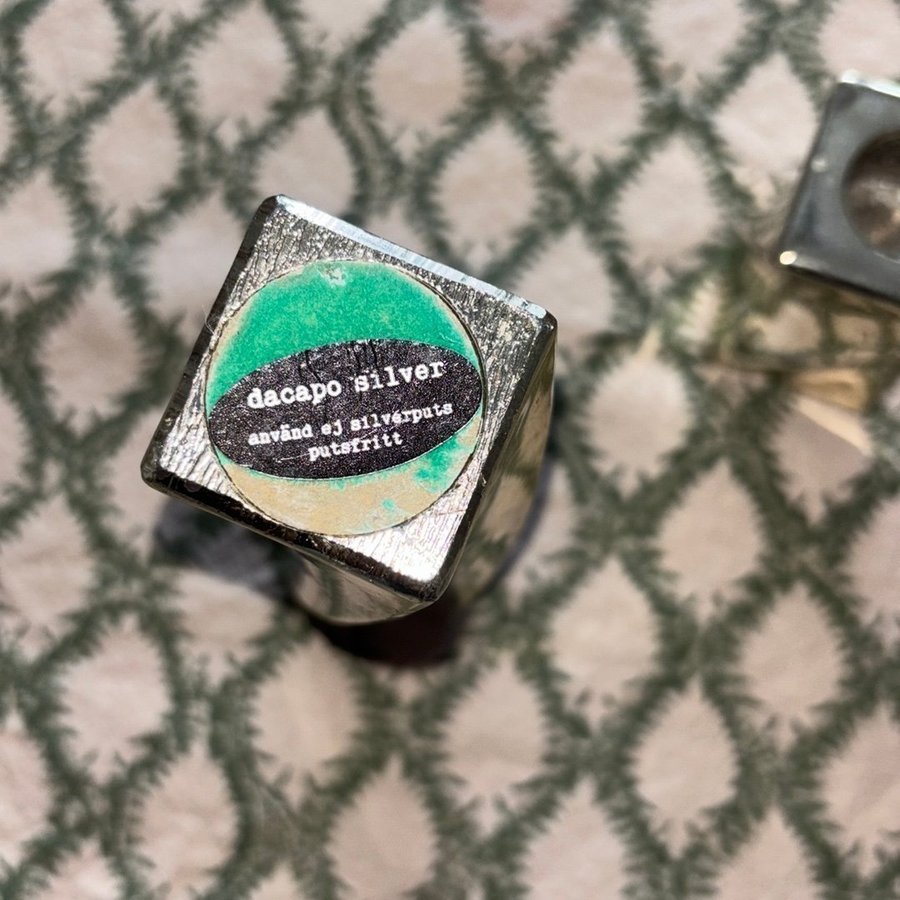 dacapo silver
använd ej silverputs
putsfritt